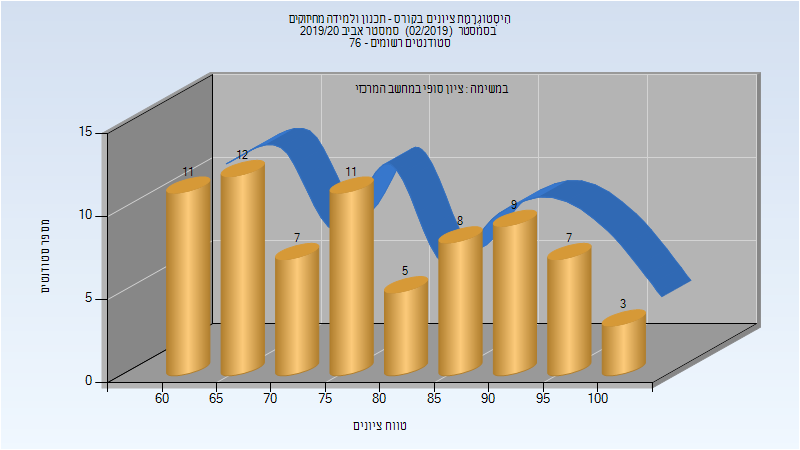 היסטוגרמת ציונים בקורס - תכנון ולמידה מחיזוקים
בסמסטר (02/2019) סמסטר אביב 2019/20
סטודנטים רשומים - 76
במשימה : ציון סופי במחשב המרכזי
15
10
5
0
מספר סטודנטים
11
12
7
11
5
8
9
7
3
60 65 70 75 80 85 90 95 100
טווח ציונים